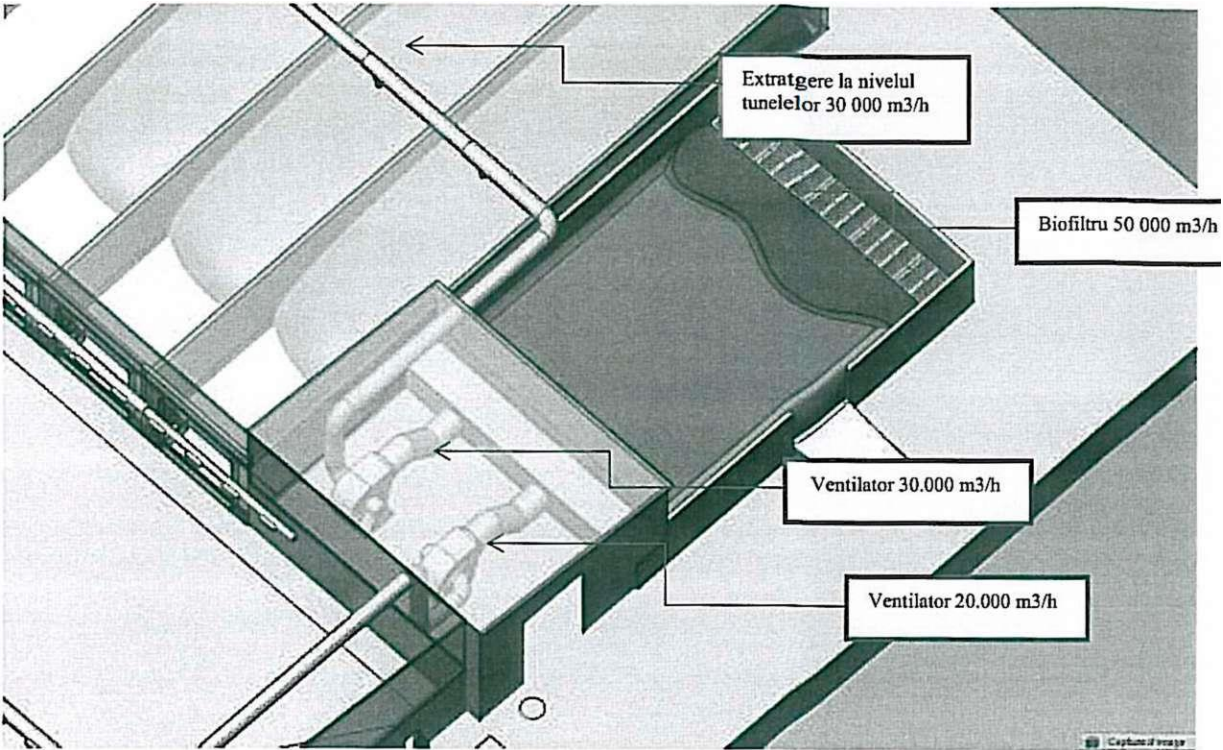 Extratgere la nivelul
tunelelor 30 000 m3/h
Biofiltru 50 000 m3/h
Ventilator 30.000 m3/h
Ventilator 20.000 m3/h